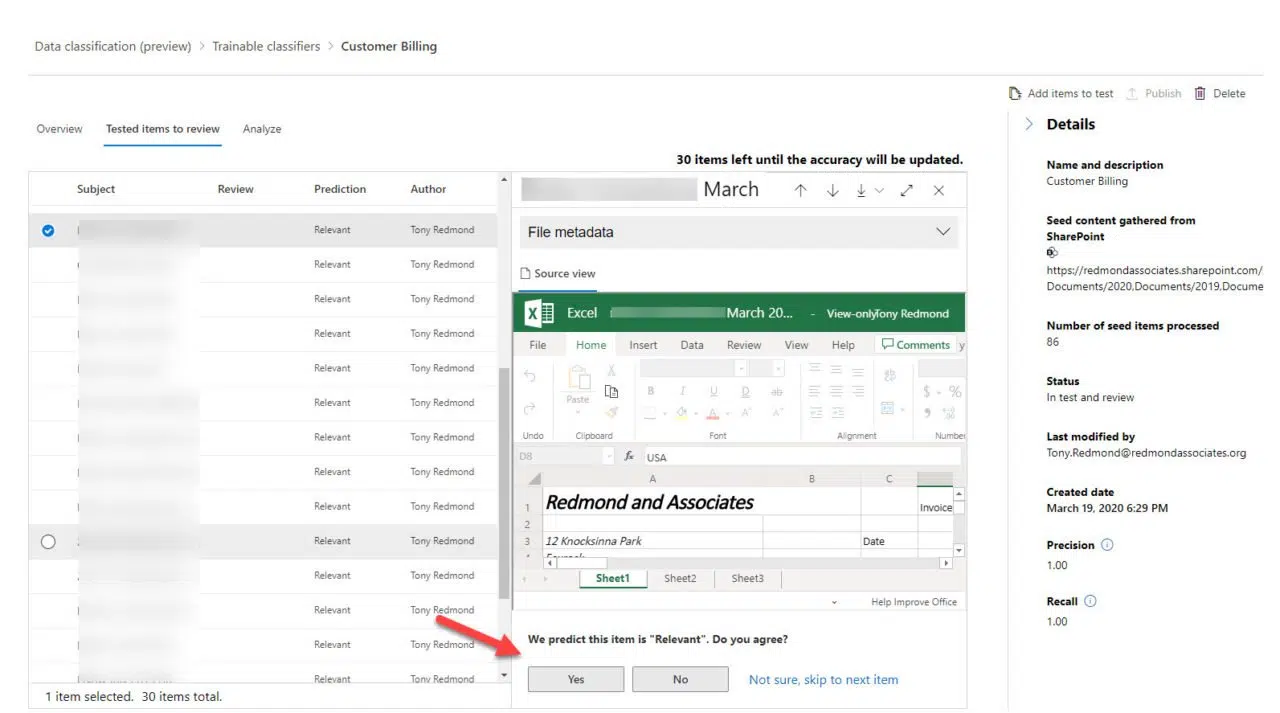 Data classification (preview) > Trainable classifiers > Customer Billing
Add items to test Publish Delete
Overview Tested items to review Analyze
30 items left until the accuracy will be updated.
Subject Review Prediction Author
Relevant Tony Redmond
Relevant Tony Redmond
Relevant Tony Redmond
Relevant Tony Redmond
Relevant Tony Redmond
Relevant Tony Redmond
Relevant Tony Redmond
Relevant Tony Redmond
Relevant Tony Redmond
Relevant Tony Redmond
Relevant Tony Redmond
Relevant Tony Redmond
Relevant Tony Redmond
Relevant Tony Redmond
1 item selected. 30 items total.
March
File metadata
Source view
Excel March 20... - View-only Tony Redmond
File Home Insert Data Review View Help Comments
Paste
B I U D ab
$ %
Undo Clipboard Font Alignment Number
D8 fx USA
A B C
1 Redmond and Associates Invoice
2
3 12 Knocksinna Park Date
4
Sheet1 Sheet2 Sheet3
Help Improve Office
We predict this item is "Relevant". Do you agree?
Yes No Not sure, skip to next item
Details
Name and description
Customer Billing
Seed content gathered from
SharePoint
https://redmondassociates.sharepoint.com/
Documents/2020.Documents/2019.Docume
Number of seed items processed
86
Status
In test and review
Last modified by
Tony.Redmond@redmondassociates.org
Created date
March 19, 2020 6:29 PM
Precision
1.00
Recall
1.00